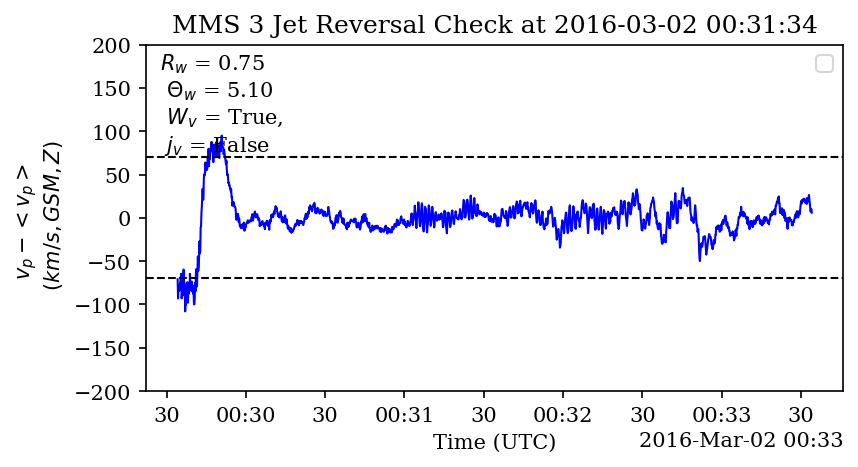 MMS 3 Jet Reversal Check at 2016-03-02 00:31:34
R_w = 0.75
Θ_w = 5.10
W_v = True,
j_v = False
v_p − < v_p >
(km/s, GSM, Z)
200
150
100
50
0
−50
−100
−150
−200
30 00:30 30 00:31 30 00:32 30 00:33 30
Time (UTC)
2016-Mar-02 00:33